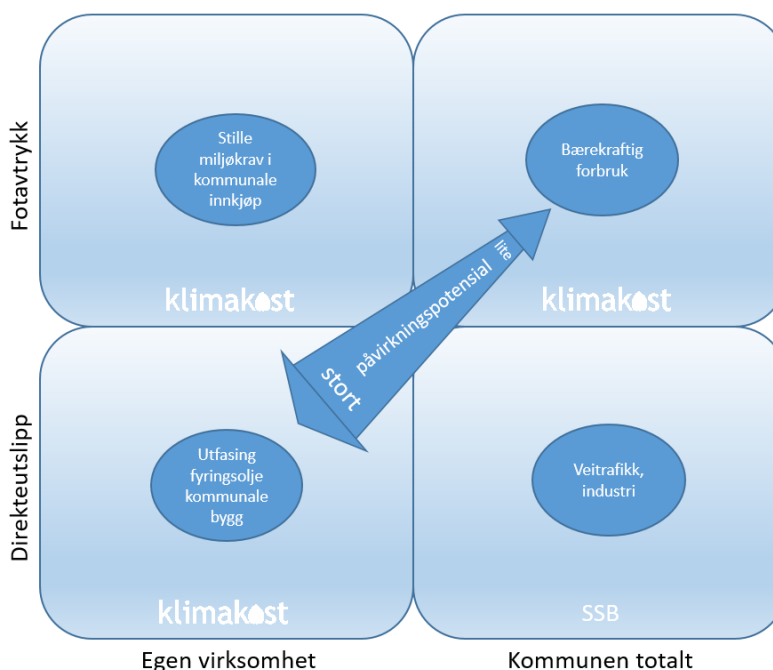 Fotavtrykk
Stille
miljøkrav i
kommunale
innkjøp
klimakost
Bærekraftig
forbruk
klimakost
stort påvirkningspotensial lite
Direkteutslipp
Utfasing
fyringsolje
kommunale
bygg
klimakost
Veitrafikk,
industri
SSB
Egen virksomhet
Kommunen totalt